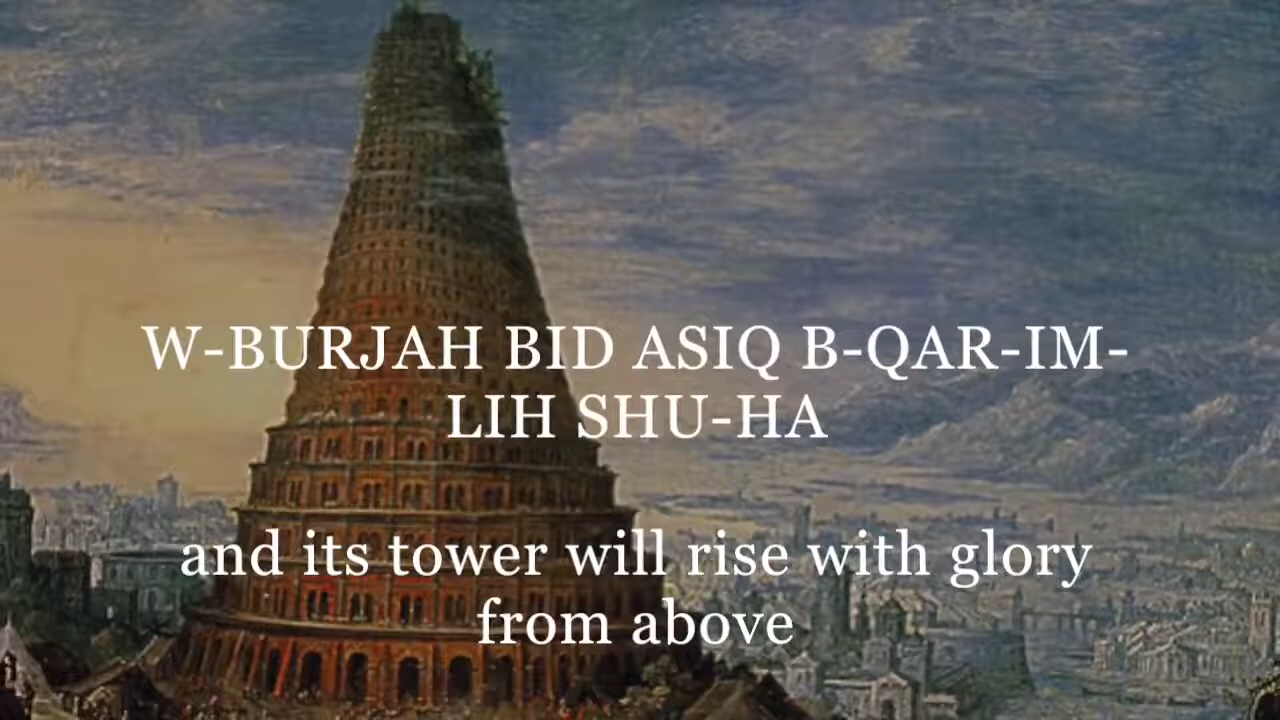 W-BURJAH BID ASIQ B-QAR-IM-
LIH SHU-HA
and its tower will rise with glory
from above